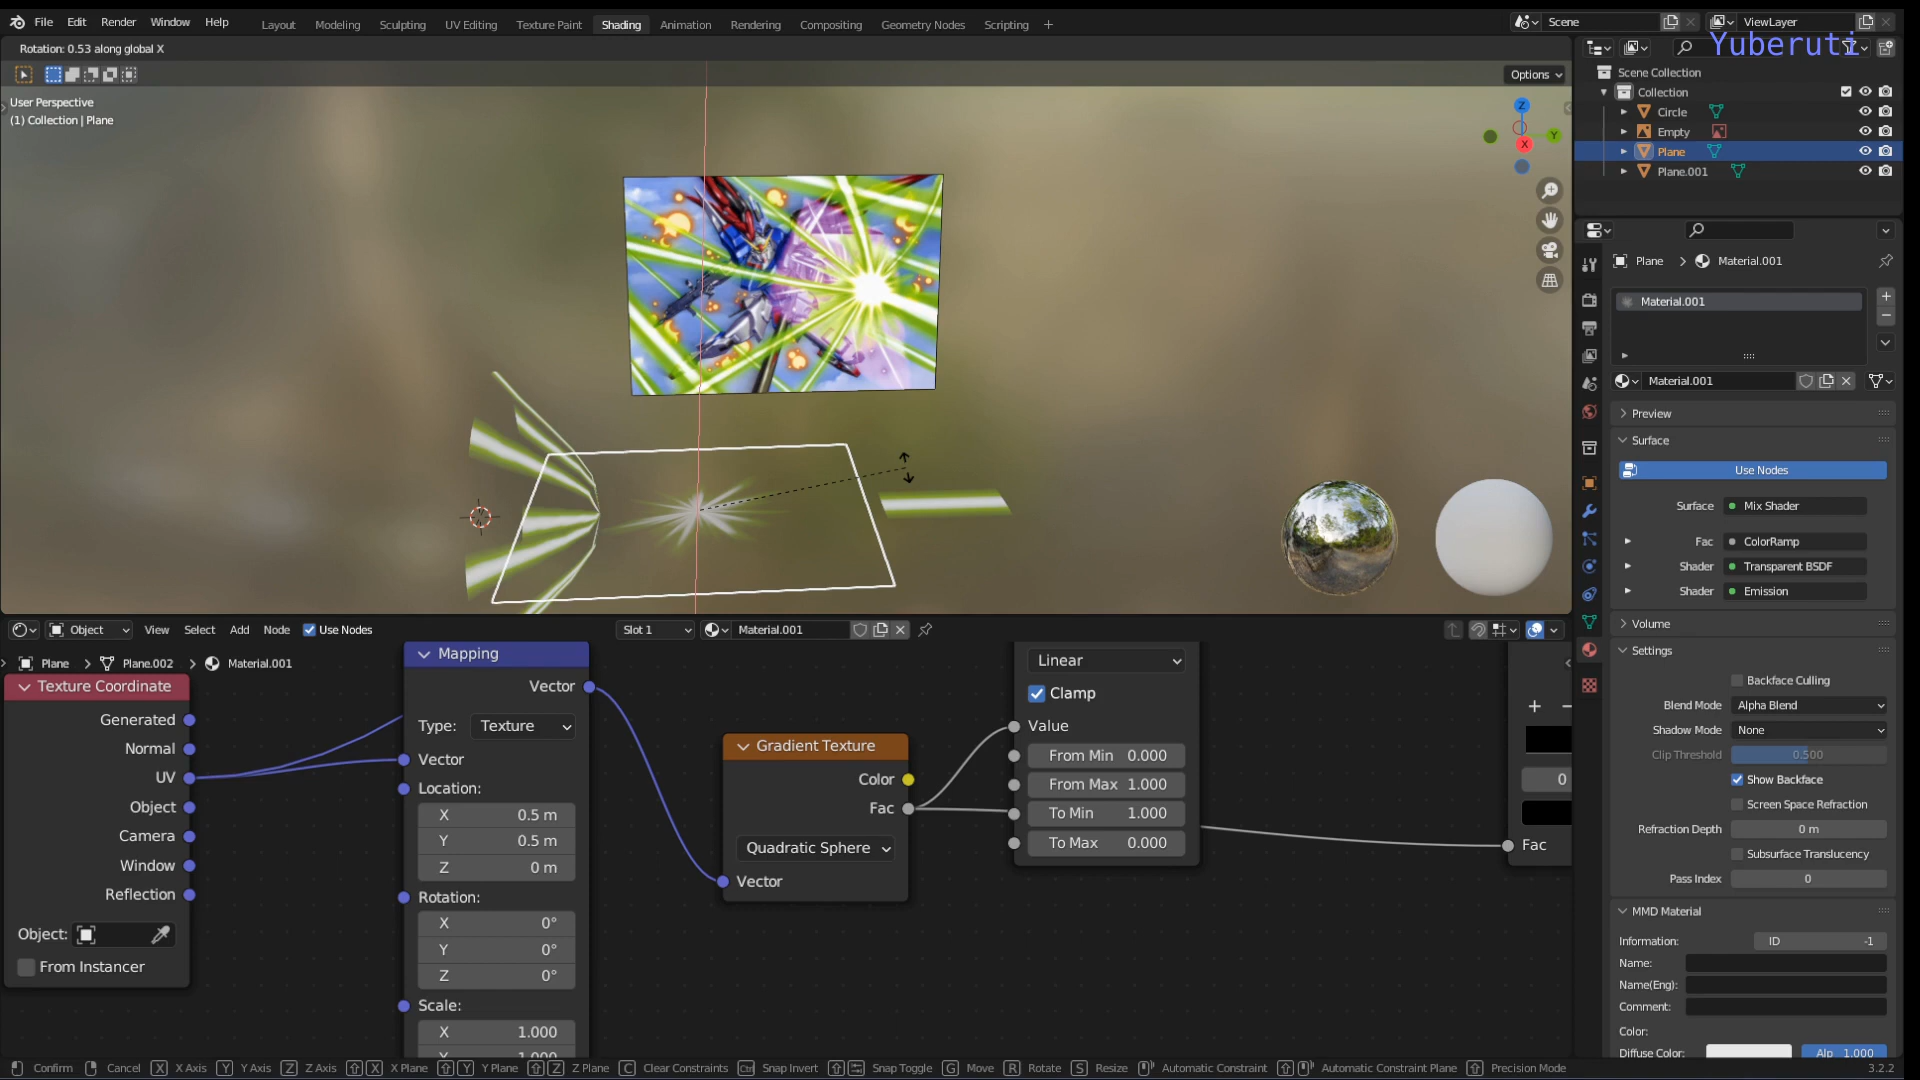 File Edit Render Window Help Layout Modeling Sculpting UV Editing Texture Paint Shading Animation Rendering Compositing Geometry Nodes Scripting + Scene ViewLayer
Rotation: 0.53 along global X
Yuberuti
Options
User Perspective
(1) Collection | Plane
Z
Y
X
Scene Collection
Collection
Circle
Empty
Plane
Plane.001
Plane > Material.001
Material.001
Material.001
Preview
Surface
Use Nodes
Surface Mix Shader
Fac ColorRamp
Shader Transparent BSDF
Shader Emission
Volume
Settings
Backface Culling
Blend Mode Alpha Blend
Shadow Mode None
Clip Threshold 0.500
Show Backface
Screen Space Refraction
Refraction Depth 0 m
Subsurface Translucency
Pass Index 0
MMD Material
Information: ID -1
Name:
Name(Eng):
Comment:
Color:
Diffuse Color: Alp 1.000
Object View Select Add Node Use Nodes Slot 1 Material.001
Plane > Plane.002 > Material.001
Texture Coordinate
Generated
Normal
UV
Object
Camera
Window
Reflection
Object:
From Instancer
Mapping
Vector
Type: Texture
Vector
Location:
X 0.5 m
Y 0.5 m
Z 0 m
Rotation:
X 0°
Y 0°
Z 0°
Scale:
X 1.000
Gradient Texture
Color
Fac
Quadratic Sphere
Vector
Linear
Clamp
Value
From Min 0.000
From Max 1.000
To Min 1.000
To Max 0.000
+ −
0
Fac
Confirm Cancel X X Axis Y Y Axis Z Z Axis X X Plane Y Y Plane Z Z Plane C Clear Constraints Ctrl Snap Invert Snap Toggle G Move R Rotate S Resize Automatic Constraint Automatic Constraint Plane Precision Mode 3.2.2